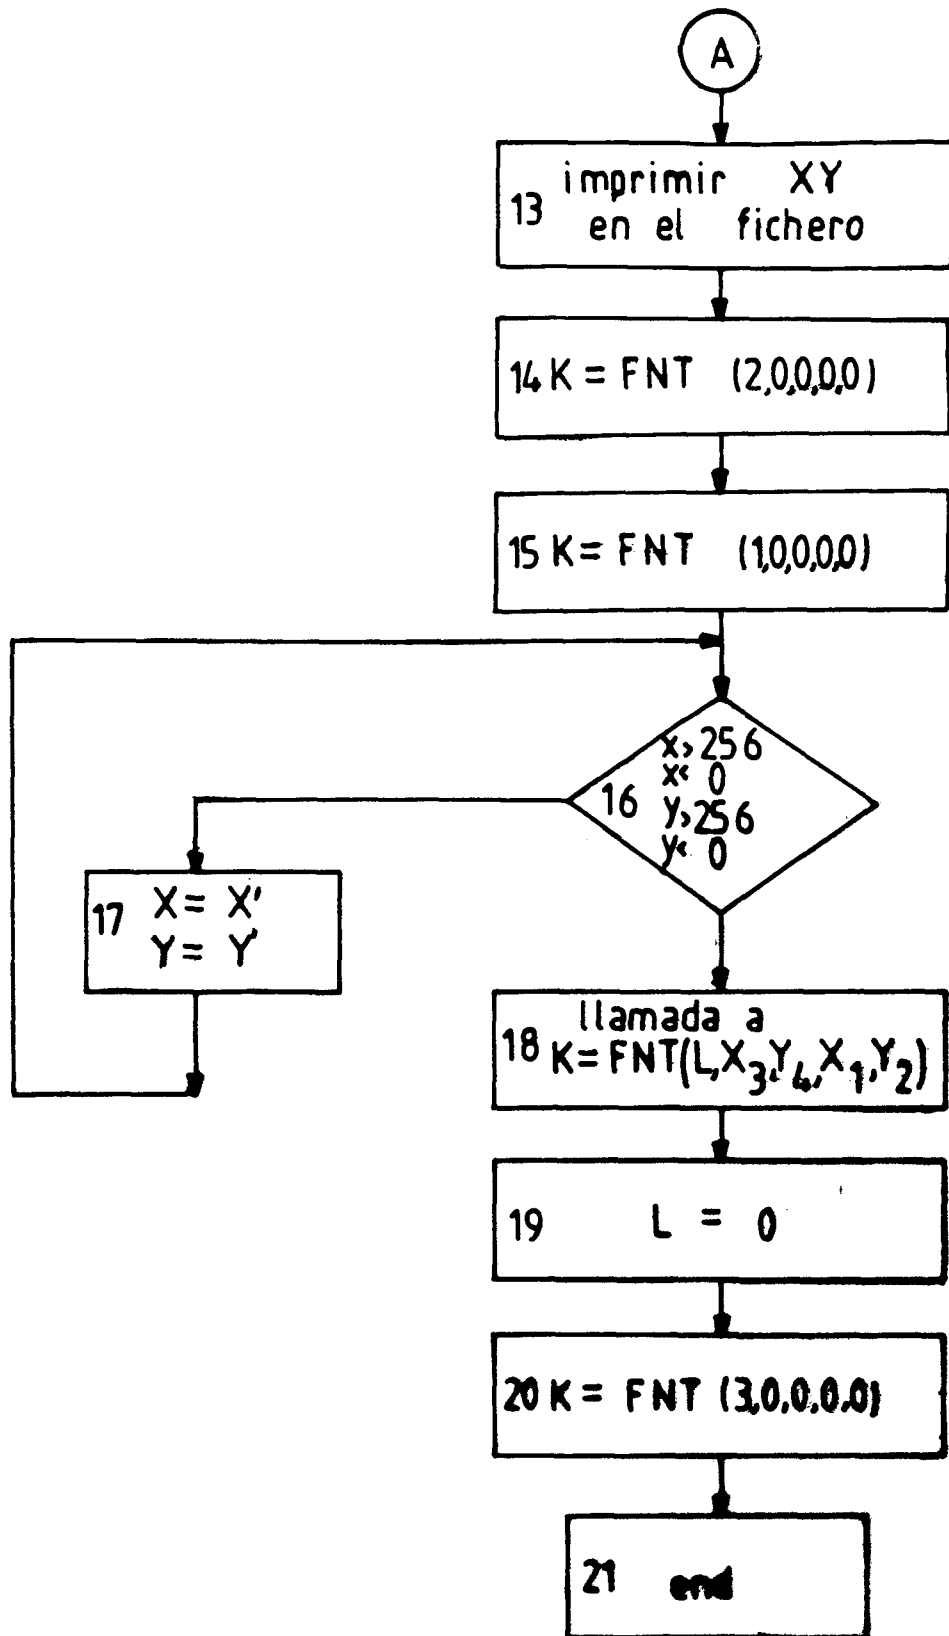 A
13 imprimir XY
en el fichero
14 K = FNT (2,0,0,0,0)
15 K = FNT (1,0,0,0,0)
16
x>256
x< 0
y>256
y< 0
17 X = X'
Y = Y'
llamada a
18 K=FNT(L,X₃,Y₄,X₁,Y₂)
19 L = 0
20 K = FNT (3,0,0,0,0)
21 end